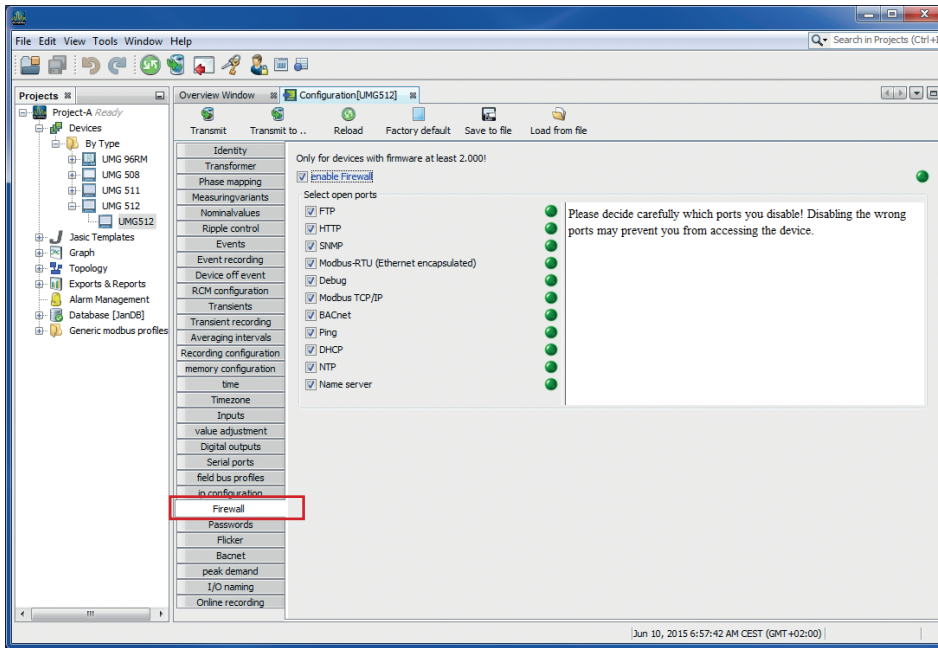 File Edit View Tools Window Help
Search in Projects (Ctrl+I
Projects
Project-A Ready
Devices
By Type
UMG 96RM
UMG 508
UMG 511
UMG 512
UMG512
Jasic Templates
Graph
Topology
Exports & Reports
Alarm Management
Database [JanDB]
Generic modbus profiles
Overview Window Configuration[UMG512]
Transmit Transmit to .. Reload Factory default Save to file Load from file
Identity
Transformer
Phase mapping
Measuringvariants
Nominalvalues
Ripple control
Events
Event recording
Device off event
RCM configuration
Transients
Transient recording
Averaging intervals
Recording configuration
memory configuration
time
Timezone
Inputs
value adjustment
Digital outputs
Serial ports
field bus profiles
ip configuration
Firewall
Passwords
Flicker
Bacnet
peak demand
I/O naming
Online recording
Only for devices with firmware at least 2.000!
enable Firewall
Select open ports
FTP
HTTP
SNMP
Modbus-RTU (Ethernet encapsulated)
Debug
Modbus TCP/IP
BACnet
Ping
DHCP
NTP
Name server
Please decide carefully which ports you disable! Disabling the wrong
ports may prevent you from accessing the device.
Jun 10, 2015 6:57:42 AM CEST (GMT+02:00)